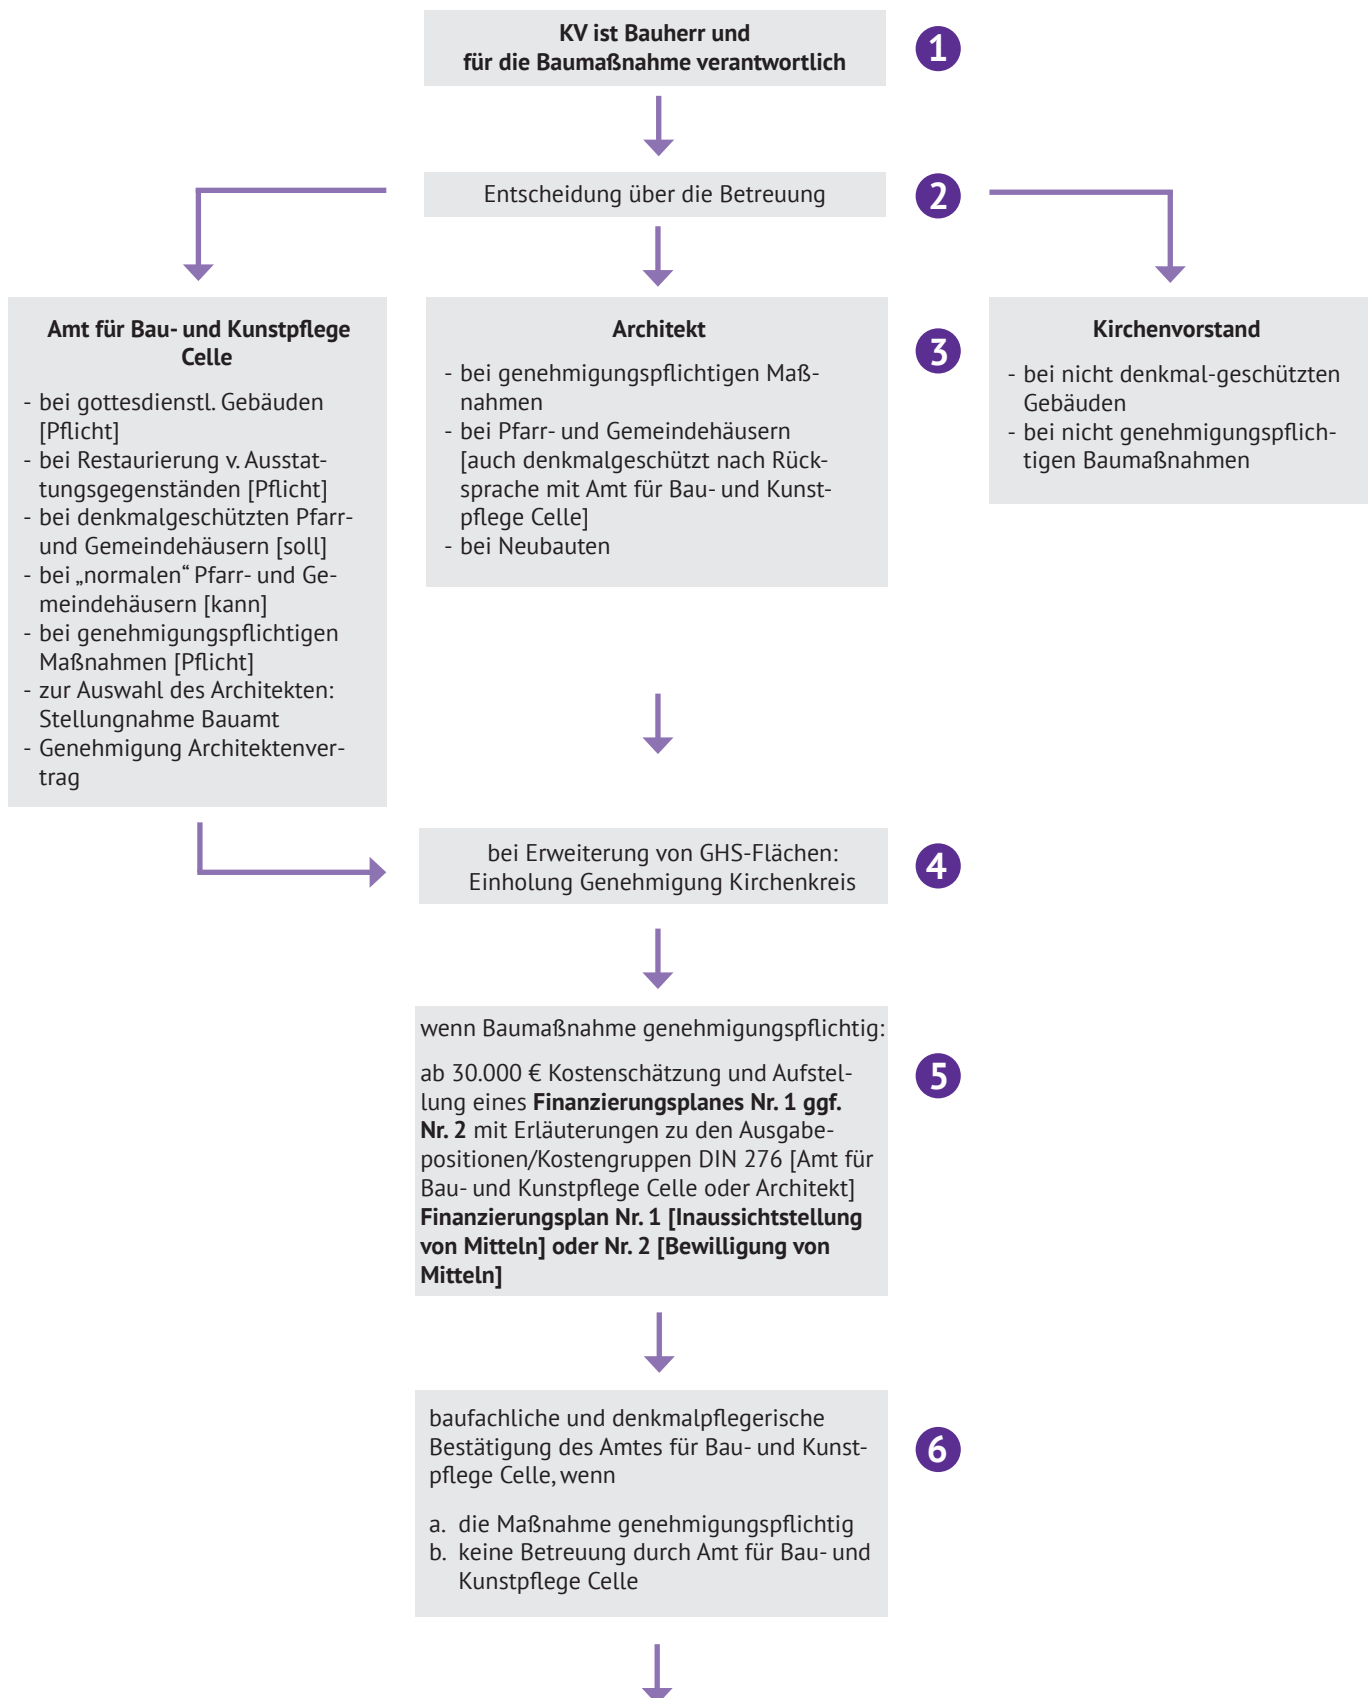 KV ist Bauherr und
für die Baumaßnahme verantwortlich
1
Entscheidung über die Betreuung
2
Amt für Bau- und Kunstpflege
Celle
- bei gottesdienstl. Gebäuden
[Pflicht]
- bei Restaurierung v. Ausstat-
tungsgegenständen [Pflicht]
- bei denkmalgeschützten Pfarr-
und Gemeindehäusern [soll]
- bei „normalen“ Pfarr- und Ge-
meindehäusern [kann]
- bei genehmigungspflichtigen
Maßnahmen [Pflicht]
- zur Auswahl des Architekten:
Stellungnahme Bauamt
- Genehmigung Architektenver-
trag
Architekt
- bei genehmigungspflichtigen Maß-
nahmen
- bei Pfarr- und Gemeindehäusern
[auch denkmalgeschützt nach Rück-
sprache mit Amt für Bau- und Kunst-
pflege Celle]
- bei Neubauten
3
Kirchenvorstand
- bei nicht denkmal-geschützten
Gebäuden
- bei nicht genehmigungspflich-
tigen Baumaßnahmen
bei Erweiterung von GHS-Flächen:
Einholung Genehmigung Kirchenkreis
4
wenn Baumaßnahme genehmigungspflichtig:
ab 30.000 € Kostenschätzung und Aufstel-
lung eines Finanzierungsplanes Nr. 1 ggf.
Nr. 2 mit Erläuterungen zu den Ausgabe-
positionen/Kostengruppen DIN 276 [Amt für
Bau- und Kunstpflege Celle oder Architekt]
Finanzierungsplan Nr. 1 [Inaussichtstellung
von Mitteln] oder Nr. 2 [Bewilligung von
Mitteln]
5
baufachliche und denkmalpflegerische
Bestätigung des Amtes für Bau- und Kunst-
pflege Celle, wenn
a. die Maßnahme genehmigungspflichtig
b. keine Betreuung durch Amt für Bau- und
Kunstpflege Celle
6